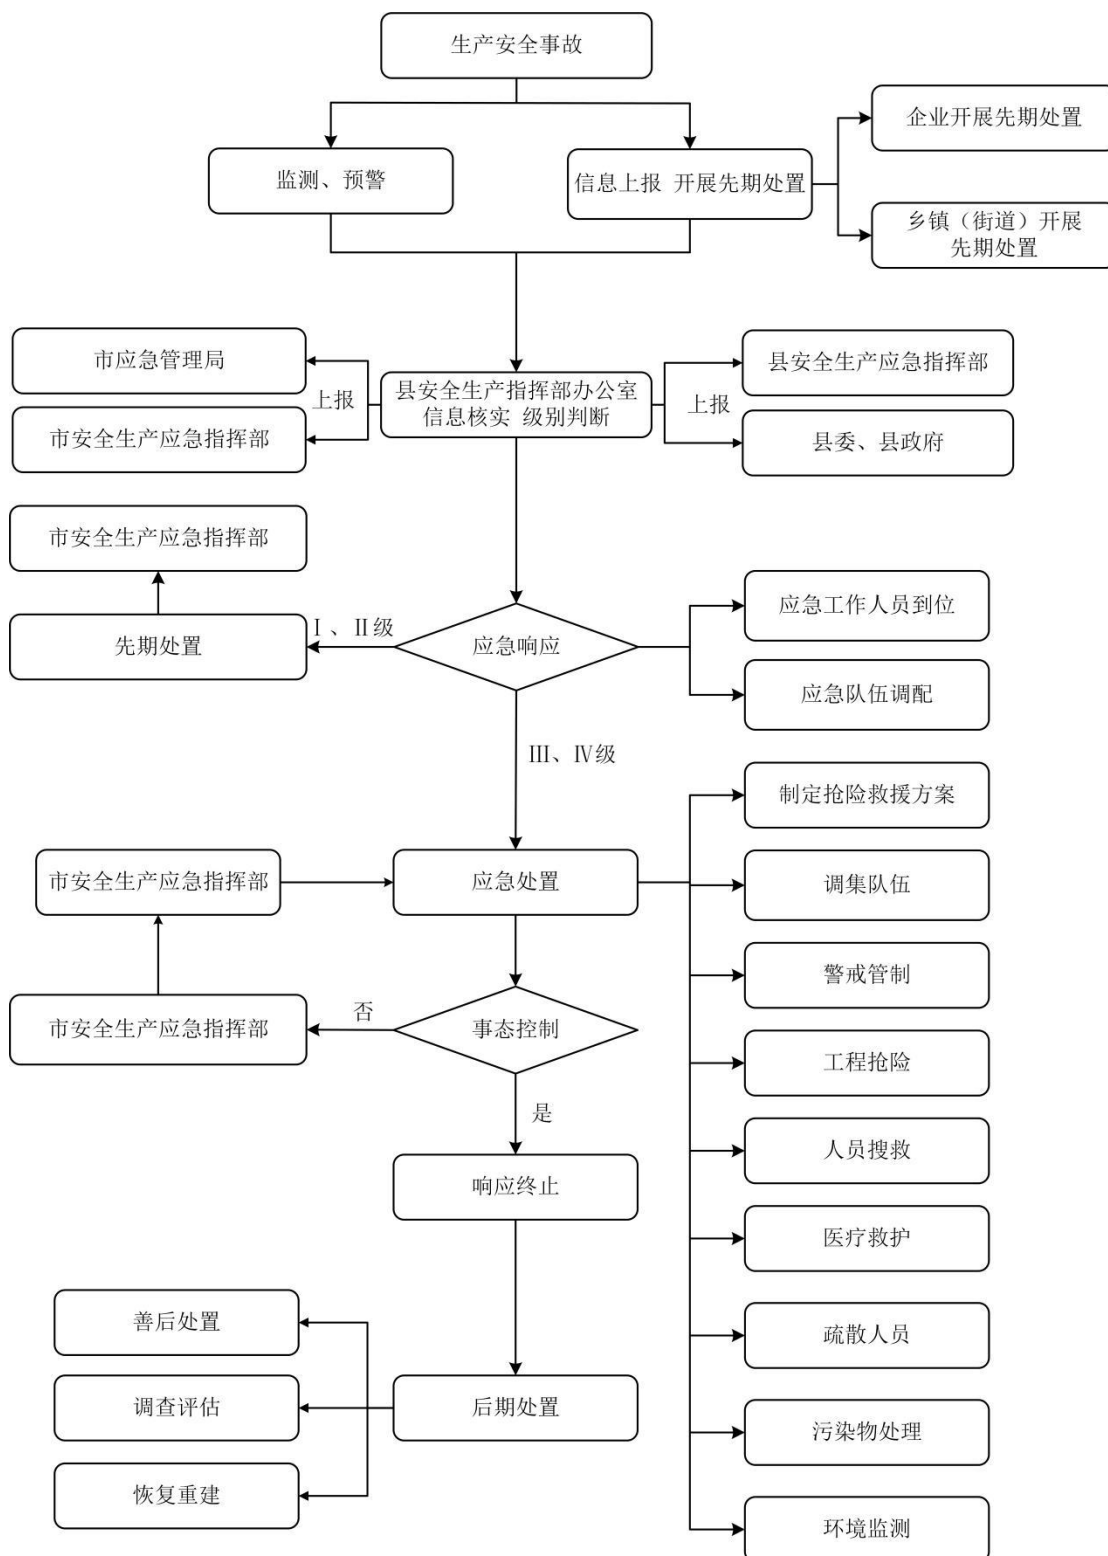 生产安全事故
企业开展先期处置
监测、预警
信息上报 开展先期处置
乡镇（街道）开展
先期处置
市应急管理局
县安全生产应急指挥部
上报
县安全生产指挥部办公室
信息核实 级别判断
上报
市安全生产应急指挥部
县委、县政府
市安全生产应急指挥部
应急工作人员到位
先期处置
Ⅰ、Ⅱ级
应急响应
应急队伍调配
Ⅲ、Ⅳ级
制定抢险救援方案
市安全生产应急指挥部
应急处置
调集队伍
警戒管制
市安全生产应急指挥部
否
事态控制
工程抢险
是
人员搜救
响应终止
医疗救护
善后处置
疏散人员
调查评估
后期处置
污染物处理
恢复重建
环境监测